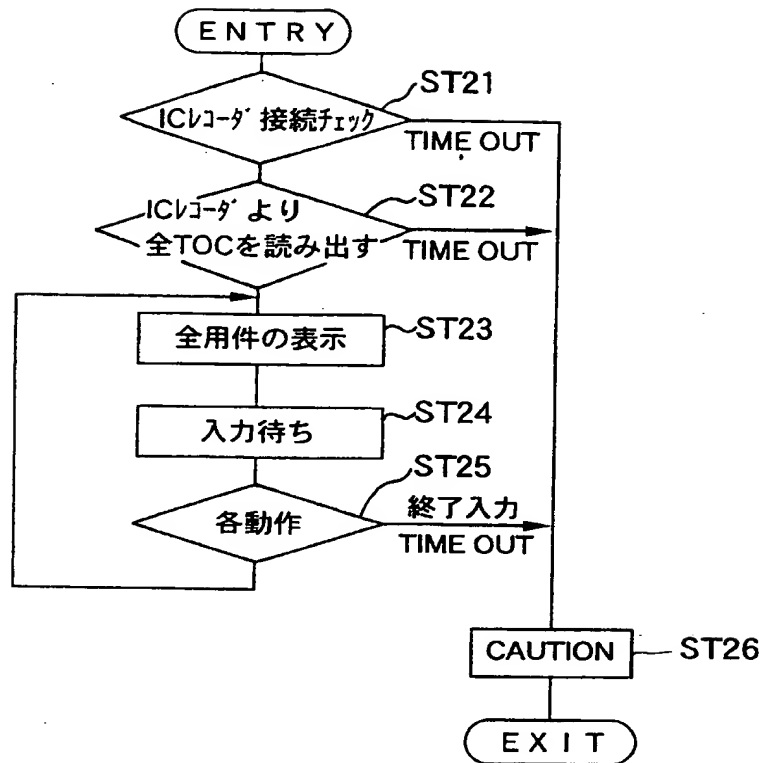 ENTRY
ST21
ICﾚｺｰﾀﾞ接続ﾁｪｯｸ
TIME OUT
ST22
ICﾚｺｰﾀﾞより
全TOCを読み出す
TIME OUT
全用件の表示
ST23
入力待ち
ST24
ST25
各動作
終了入力
TIME OUT
CAUTION
ST26
EXIT